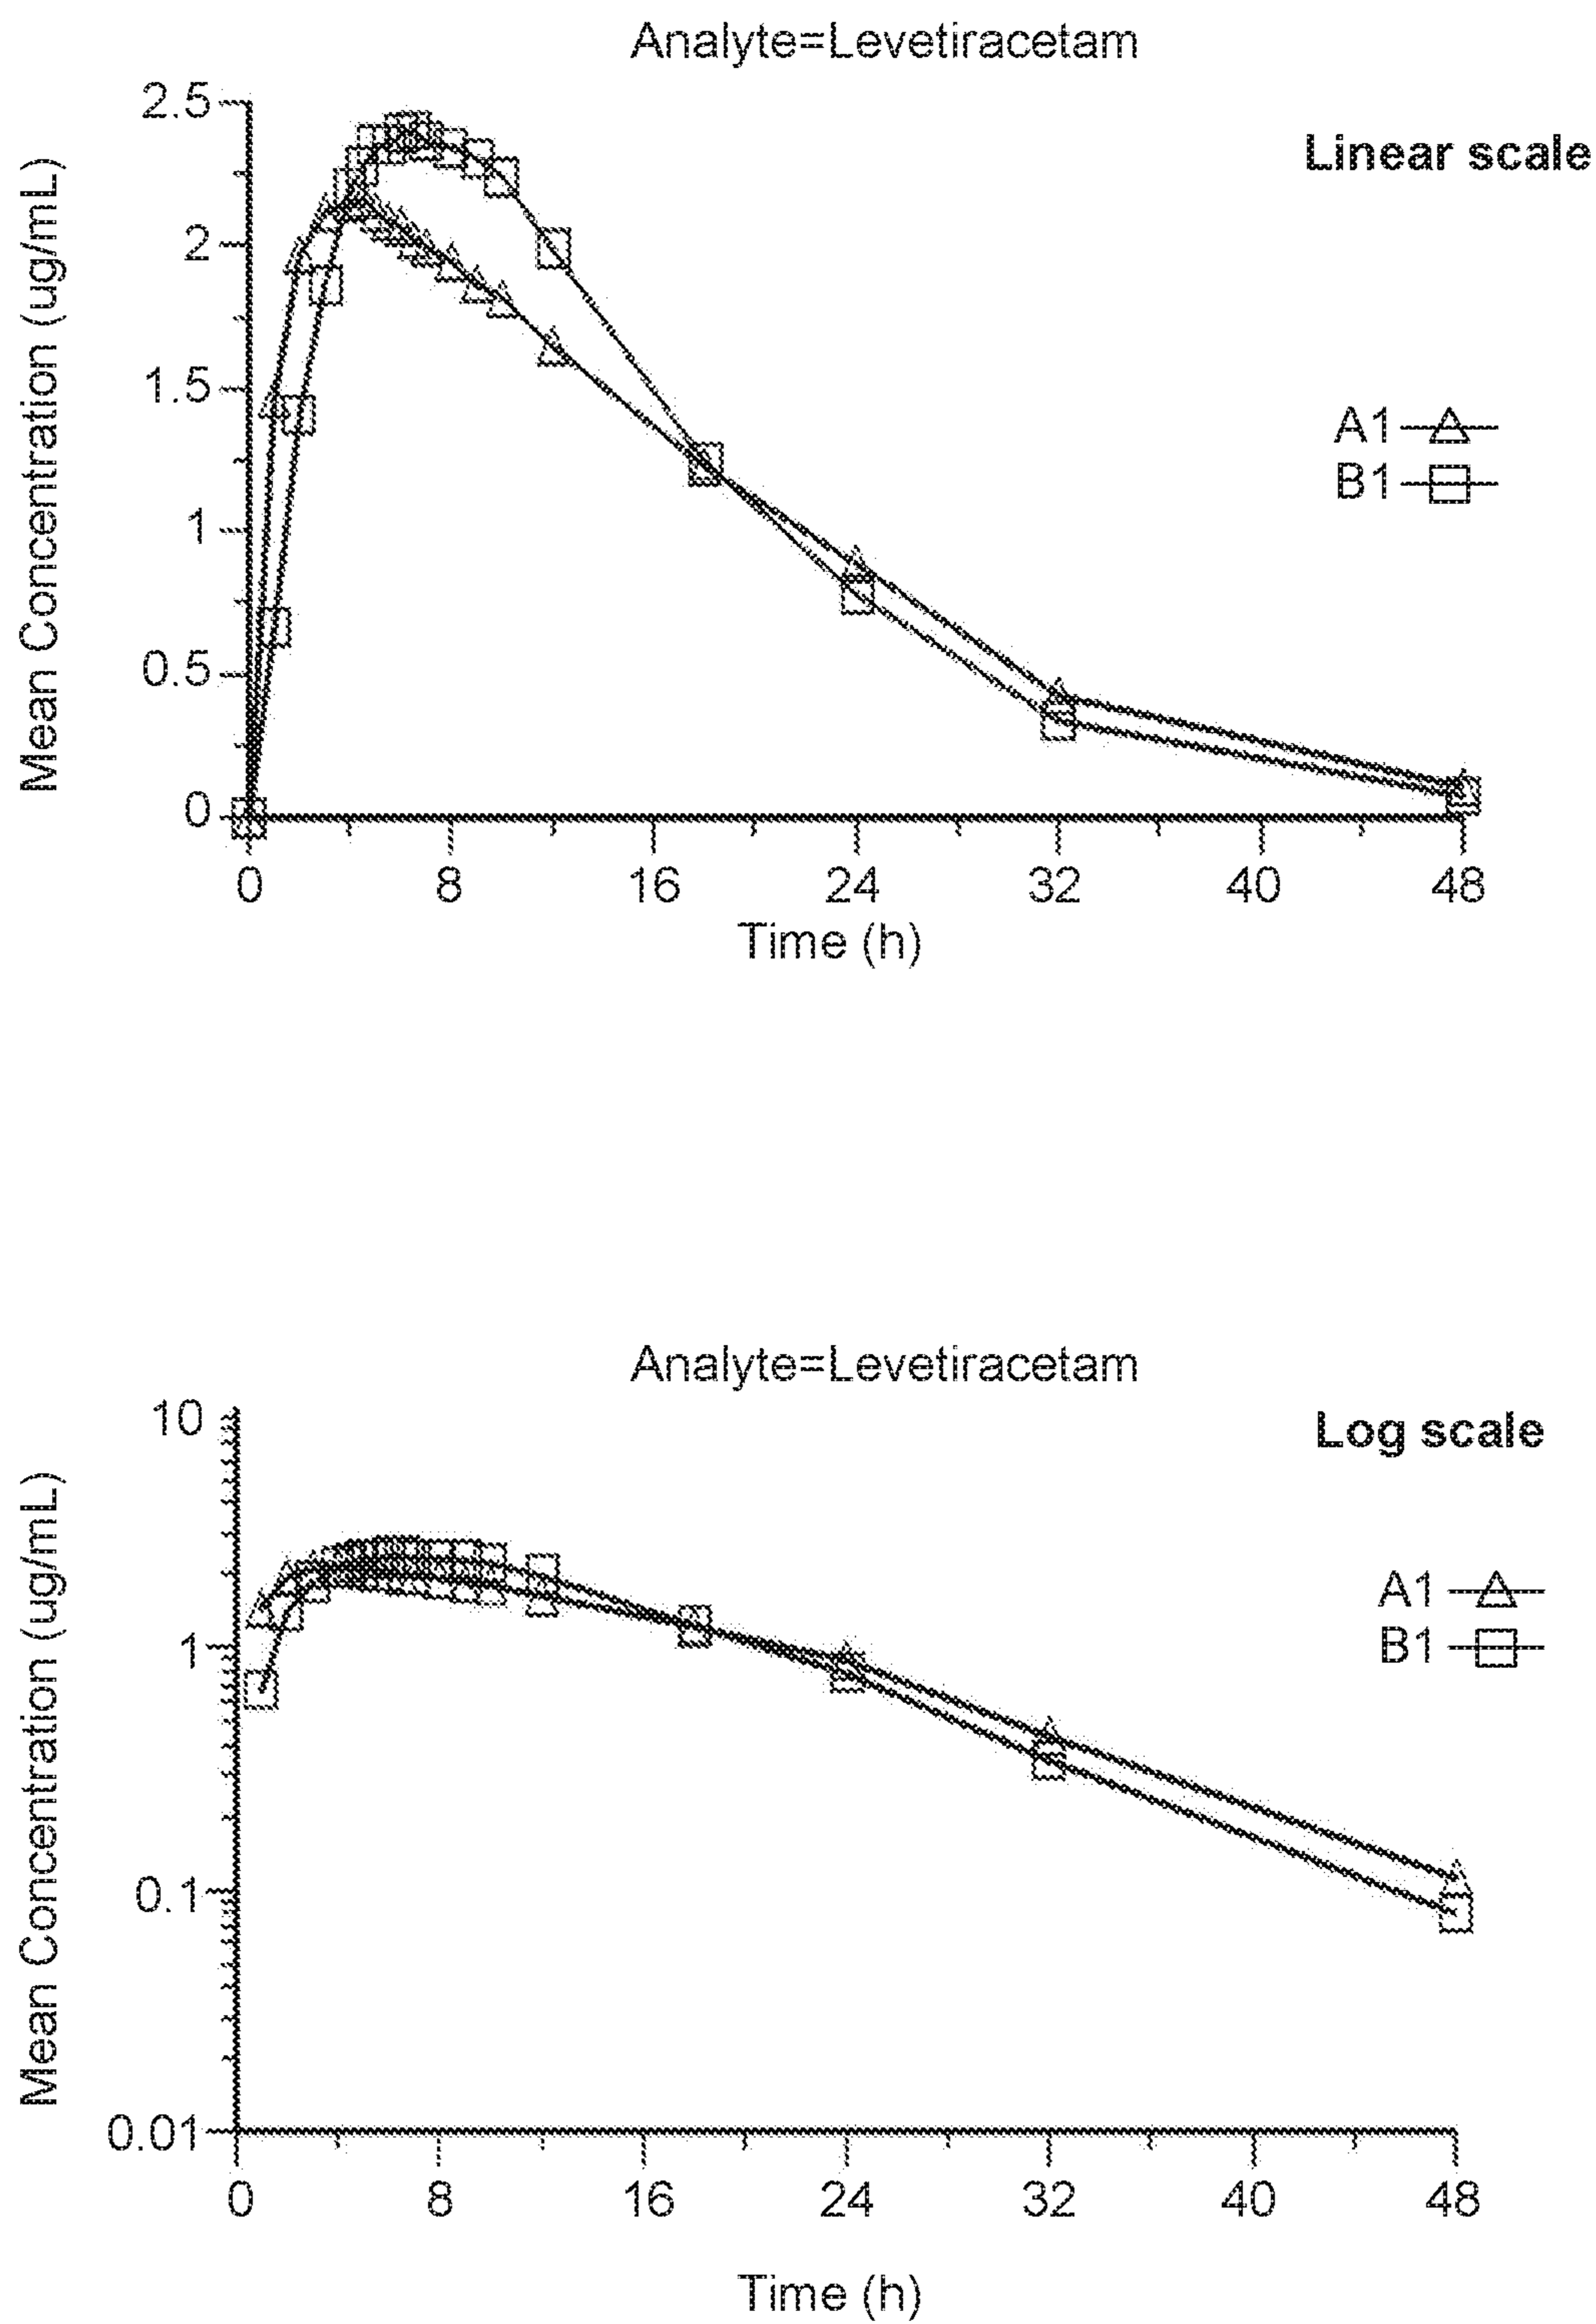 Analyte=Levetiracetam
Linear scale
Mean Concentration (ug/mL)
2.5
2
1.5
1
0.5
0
A1
B1
0 8 16 24 32 40 48
Time (h)
Analyte=Levetiracetam
Log scale
Mean Concentration (ug/mL)
10
1
0.1
0.01
A1
B1
0 8 16 24 32 40 48
Time (h)